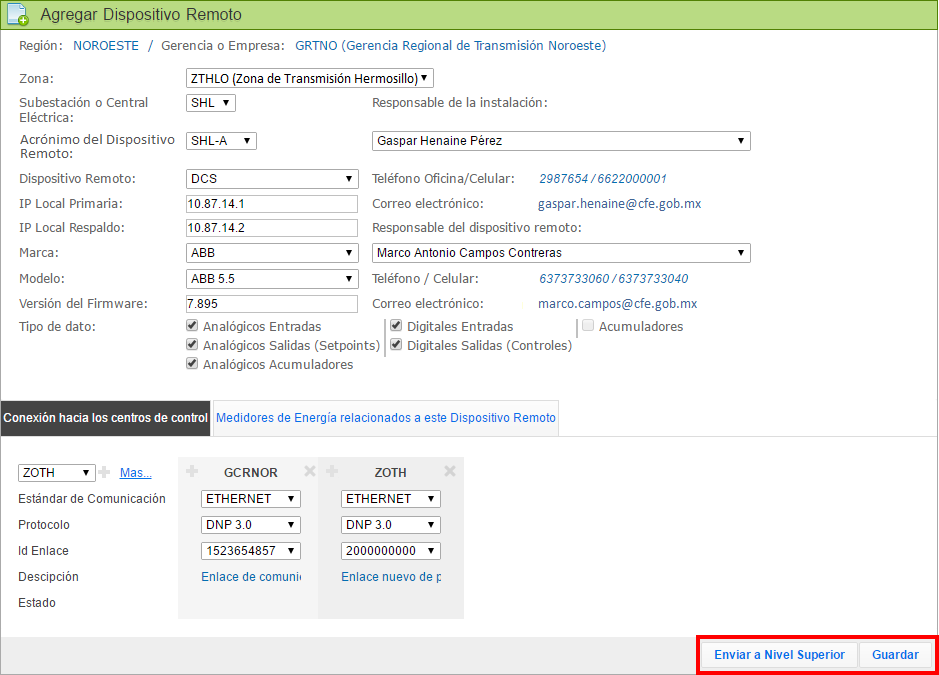 Agregar Dispositivo Remoto
Región: NOROESTE / Gerencia o Empresa: GRTNO (Gerencia Regional de Transmisión Noroeste)
Zona: ZTHLO (Zona de Transmisión Hermosillo)
Subestación o Central Eléctrica: SHL Responsable de la instalación:
Acrónimo del Dispositivo Remoto: SHL-A Gaspar Henaine Pérez
Dispositivo Remoto: DCS Teléfono Oficina/Celular: 2987654 / 6622000001
IP Local Primaria: 10.87.14.1 Correo electrónico: gaspar.henaine@cfe.gob.mx
IP Local Respaldo: 10.87.14.2 Responsable del dispositivo remoto:
Marca: ABB Marco Antonio Campos Contreras
Modelo: ABB 5.5 Teléfono / Celular: 6373733060 / 6373733040
Versión del Firmware: 7.895 Correo electrónico: marco.campos@cfe.gob.mx
Tipo de dato: Analógicos Entradas Digitales Entradas Acumuladores
Analógicos Salidas (Setpoints) Digitales Salidas (Controles)
Analógicos Acumuladores
Conexión hacia los centros de control Medidores de Energía relacionados a este Dispositivo Remoto
ZOTH Mas... GCRNOR ZOTH
Estándar de Comunicación ETHERNET ETHERNET
Protocolo DNP 3.0 DNP 3.0
Id Enlace 1523654857 2000000000
Descipción Enlace de comuni Enlace nuevo de p
Estado
Enviar a Nivel Superior Guardar